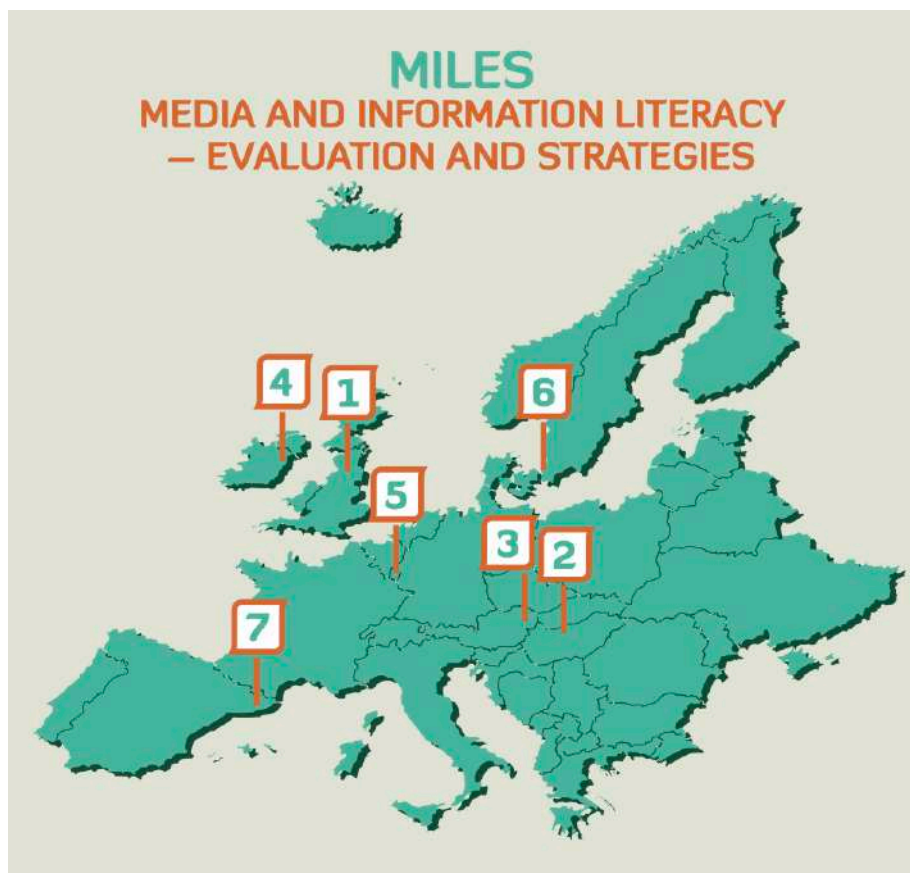 MILES
MEDIA AND INFORMATION LITERACY
– EVALUATION AND STRATEGIES
4
1
6
5
3
2
7